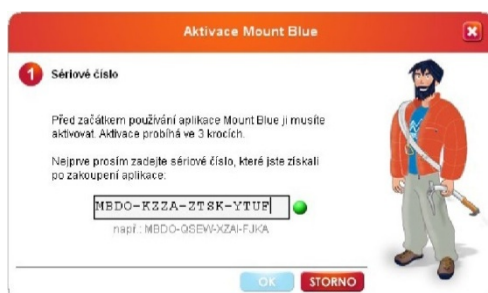 Aktivace Mount Blue
1 Sériové číslo
Před začátkem používání aplikace Mount Blue ji musíte
aktivovat. Aktivace probíhá ve 3 krocích.
Nejprve prosím zadejte sériové číslo, které jste získali
po zakoupení aplikace:
MBDO-KZZA-ZTSK-YTUF
např.: MBDO-QSEW-XZAI-FJKA
OK STORNO